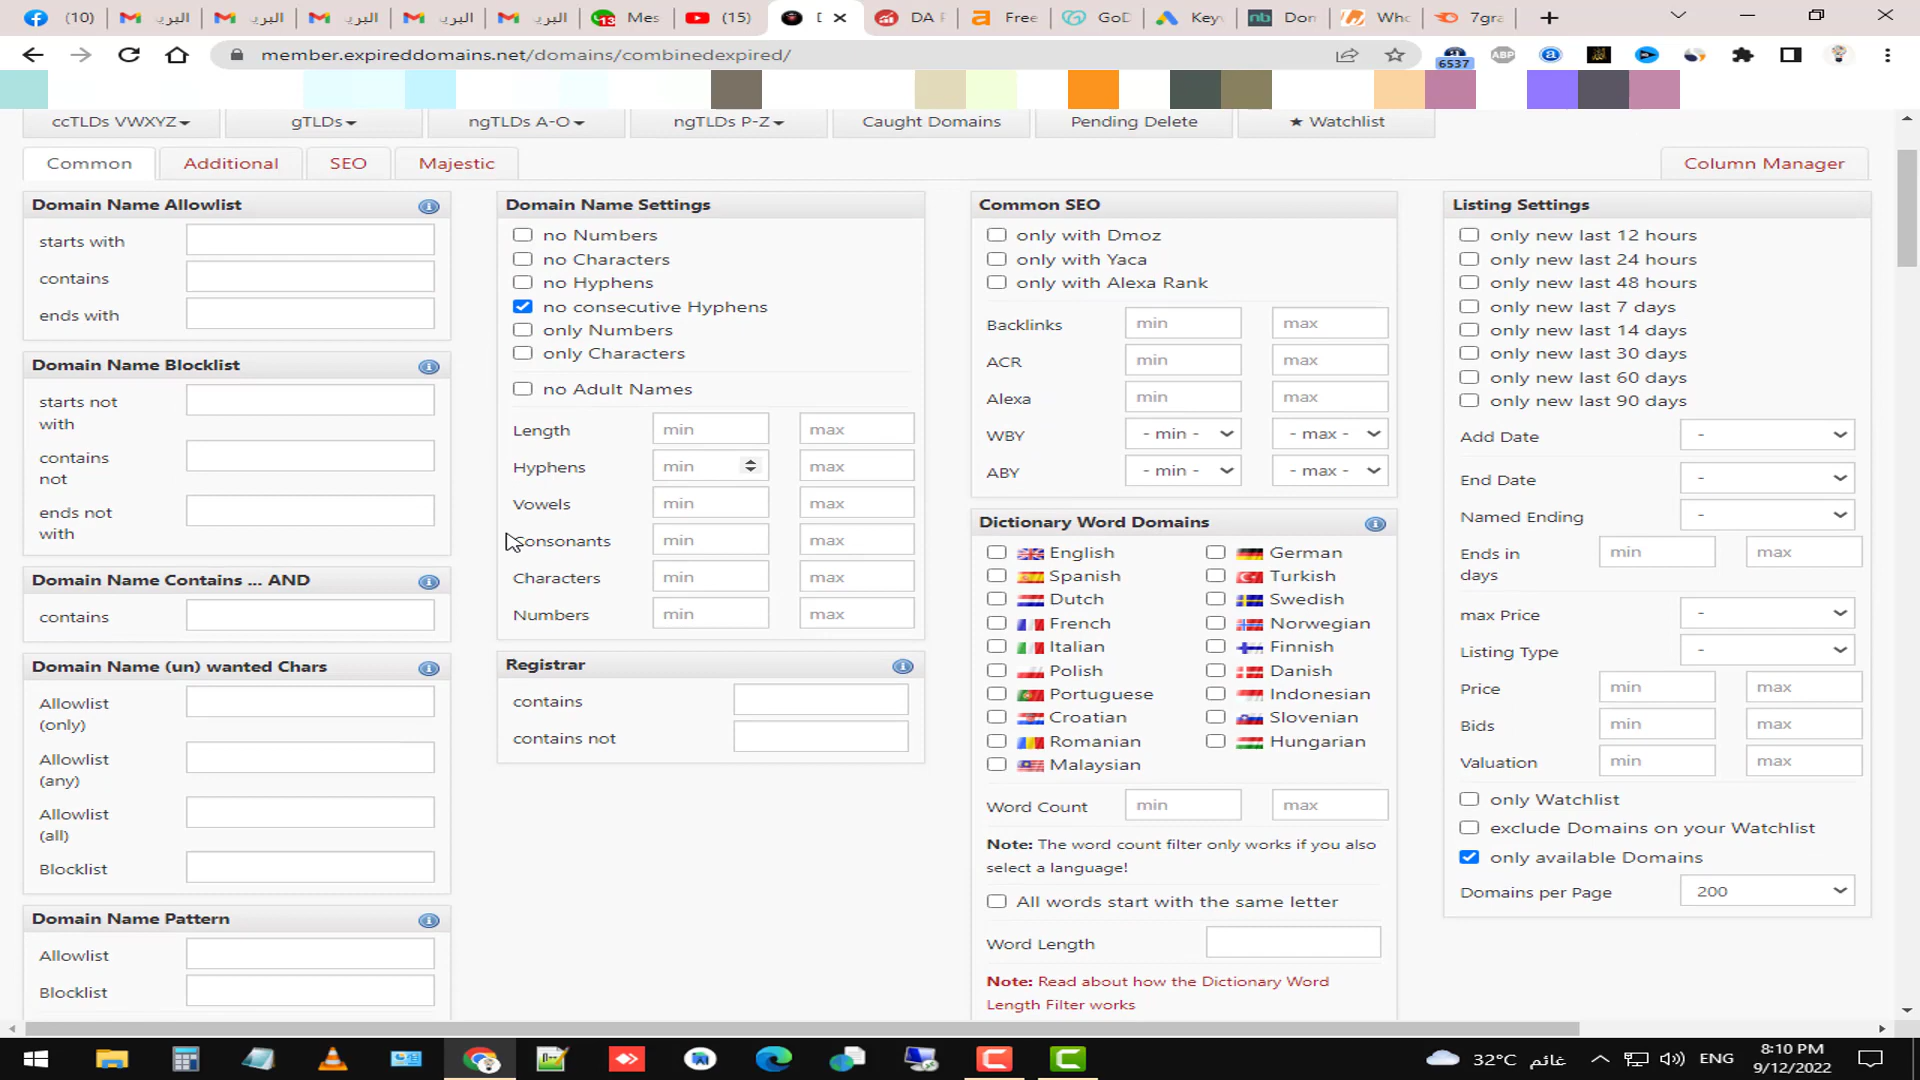 (10)
البريد
البريد
البريد
البريد
البريد
13 Mes
(15)
DA
Free
GoD
Key
Don
Who
7gra
member.expireddomains.net/domains/combinedexpired/
6537
ABP
ccTLDs VWXYZ
gTLDs
ngTLDs A-O
ngTLDs P-Z
Caught Domains
Pending Delete
★ Watchlist
Common
Additional
SEO
Majestic
Column Manager
Domain Name Allowlist
starts with
contains
ends with
Domain Name Blocklist
starts not
with
contains
not
ends not
with
Domain Name Contains ... AND
contains
Domain Name (un) wanted Chars
Allowlist
(only)
Allowlist
(any)
Allowlist
(all)
Blocklist
Domain Name Pattern
Allowlist
Blocklist
Domain Name Settings
no Numbers
no Characters
no Hyphens
no consecutive Hyphens
only Numbers
only Characters
no Adult Names
Length min max
Hyphens min max
Vowels min max
Consonants min max
Characters min max
Numbers min max
Registrar
contains
contains not
Common SEO
only with Dmoz
only with Yaca
only with Alexa Rank
Backlinks min max
ACR min max
Alexa min max
WBY - min - - max -
ABY - min - - max -
Dictionary Word Domains
English German
Spanish Turkish
Dutch Swedish
French Norwegian
Italian Finnish
Polish Danish
Portuguese Indonesian
Croatian Slovenian
Romanian Hungarian
Malaysian
Word Count min max
Note: The word count filter only works if you also
select a language!
All words start with the same letter
Word Length
Note: Read about how the Dictionary Word
Length Filter works
Listing Settings
only new last 12 hours
only new last 24 hours
only new last 48 hours
only new last 7 days
only new last 14 days
only new last 30 days
only new last 60 days
only new last 90 days
Add Date -
End Date -
Named Ending -
Ends in
days min max
max Price -
Listing Type -
Price min max
Bids min max
Valuation min max
only Watchlist
exclude Domains on your Watchlist
only available Domains
Domains per Page 200
32°C غائم
ENG
8:10 PM
9/12/2022